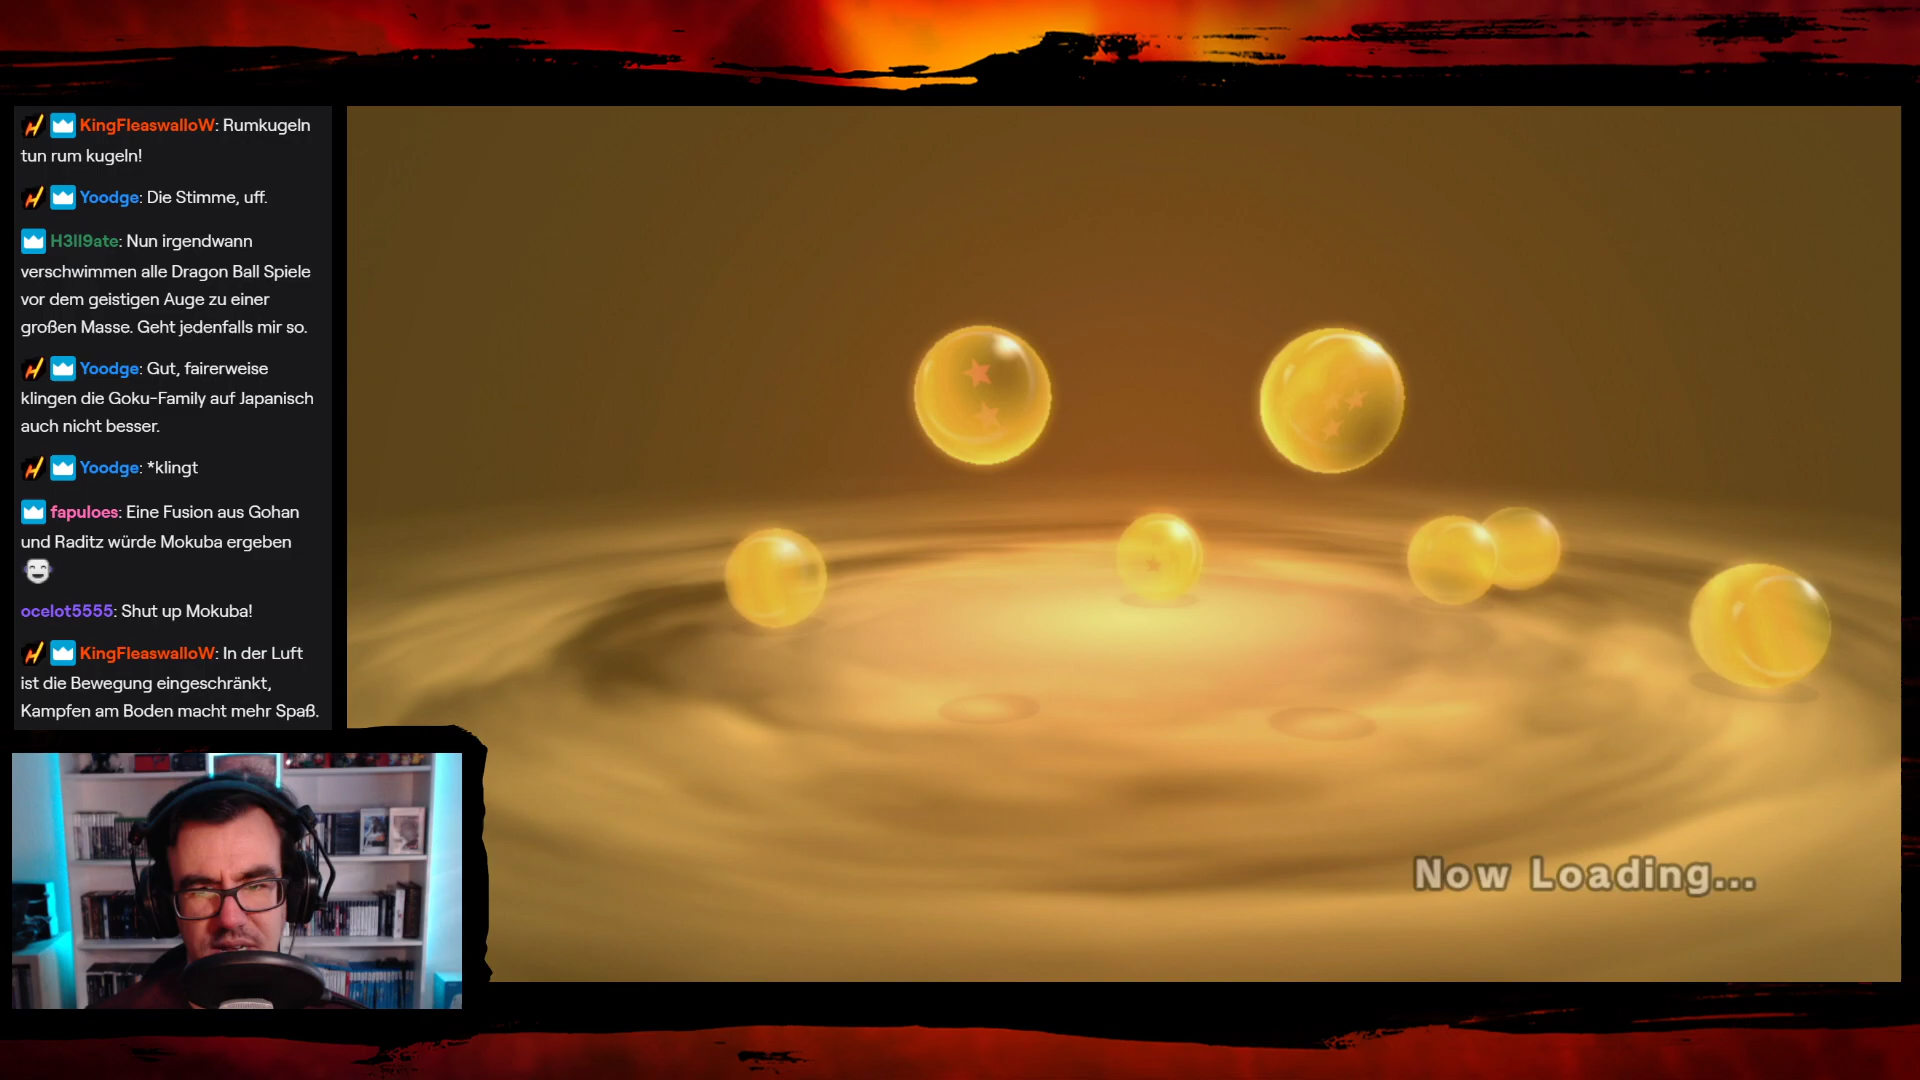 KingFleaswalloW: Rumkugeln
tun rum kugeln!
Yoodge: Die Stimme, uff.
H3ll9ate: Nun irgendwann
verschwimmen alle Dragon Ball Spiele
vor dem geistigen Auge zu einer
großen Masse. Geht jedenfalls mir so.
Yoodge: Gut, fairerweise
klingen die Goku-Family auf Japanisch
auch nicht besser.
Yoodge: *klingt
fapuloes: Eine Fusion aus Gohan
und Raditz würde Mokuba ergeben
ocelot5555: Shut up Mokuba!
KingFleaswalloW: In der Luft
ist die Bewegung eingeschränkt,
Kampfen am Boden macht mehr Spaß.
Now Loading...